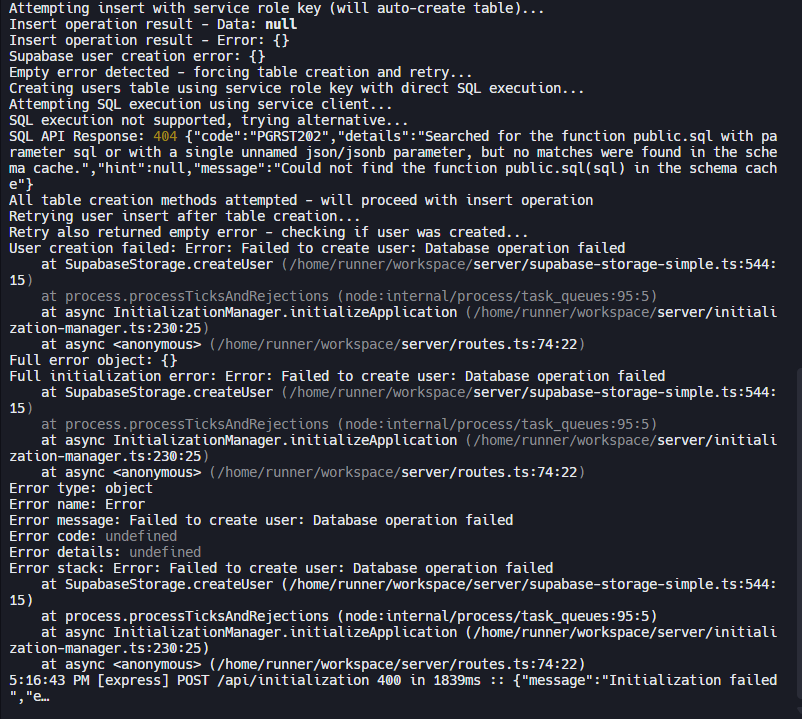 Attempting insert with service role key (will auto-create table)...
Insert operation result - Data: null
Insert operation result - Error: {}
Supabase user creation error: {}
Empty error detected - forcing table creation and retry...
Creating users table using service role key with direct SQL execution...
Attempting SQL execution using service client...
SQL execution not supported, trying alternative...
SQL API Response: 404 {"code":"PGRST202","details":"Searched for the function public.sql with pa
rameter sql or with a single unnamed json/jsonb parameter, but no matches were found in the sche
ma cache.","hint":null,"message":"Could not find the function public.sql(sql) in the schema cach
e"}
All table creation methods attempted - will proceed with insert operation
Retrying user insert after table creation...
Retry also returned empty error - checking if user was created...
User creation failed: Error: Failed to create user: Database operation failed
    at SupabaseStorage.createUser (/home/runner/workspace/server/supabase-storage-simple.ts:544:
15)
    at process.processTicksAndRejections (node:internal/process/task_queues:95:5)
    at async InitializationManager.initializeApplication (/home/runner/workspace/server/initiali
zation-manager.ts:230:25)
    at async <anonymous> (/home/runner/workspace/server/routes.ts:74:22)
Full error object: {}
Full initialization error: Error: Failed to create user: Database operation failed
    at SupabaseStorage.createUser (/home/runner/workspace/server/supabase-storage-simple.ts:544:
15)
    at process.processTicksAndRejections (node:internal/process/task_queues:95:5)
    at async InitializationManager.initializeApplication (/home/runner/workspace/server/initiali
zation-manager.ts:230:25)
    at async <anonymous> (/home/runner/workspace/server/routes.ts:74:22)
Error type: object
Error name: Error
Error message: Failed to create user: Database operation failed
Error code: undefined
Error details: undefined
Error stack: Error: Failed to create user: Database operation failed
    at SupabaseStorage.createUser (/home/runner/workspace/server/supabase-storage-simple.ts:544:
15)
    at process.processTicksAndRejections (node:internal/process/task_queues:95:5)
    at async InitializationManager.initializeApplication (/home/runner/workspace/server/initiali
zation-manager.ts:230:25)
    at async <anonymous> (/home/runner/workspace/server/routes.ts:74:22)
5:16:43 PM [express] POST /api/initialization 400 in 1839ms :: {"message":"Initialization failed
","e…